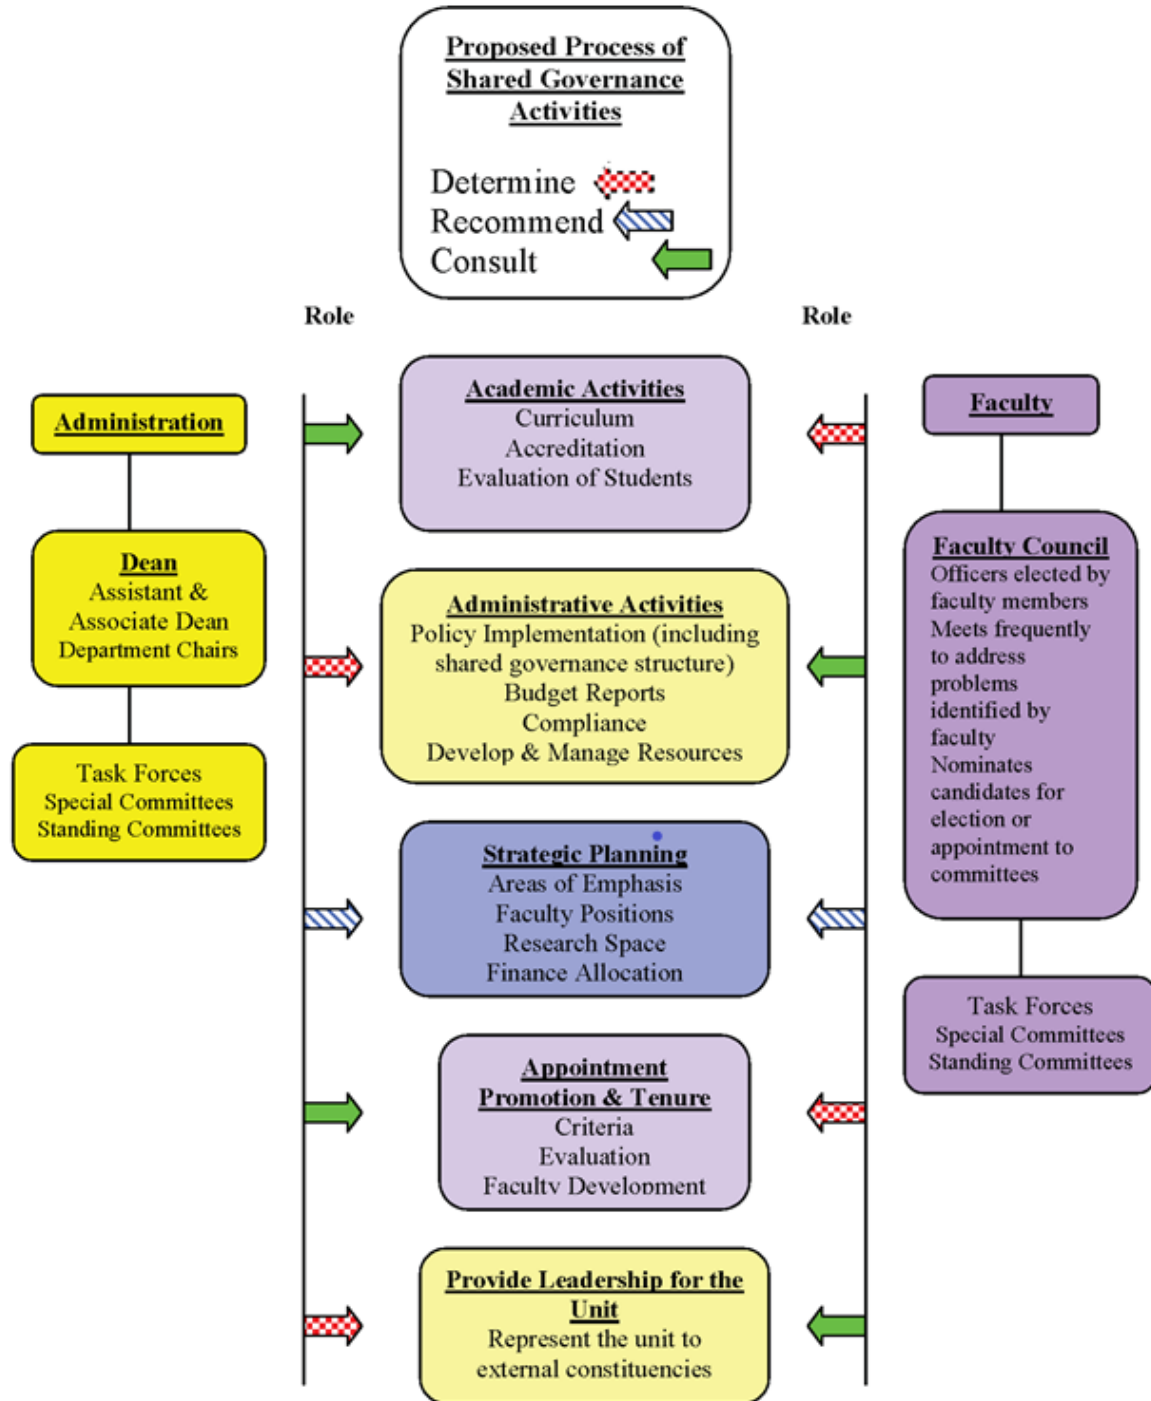 Proposed Process of
Shared Governance
Activities
Determine
Recommend
Consult
Role
Role
Administration
Dean
Assistant &
Associate Dean
Department Chairs
Task Forces
Special Committees
Standing Committees
Academic Activities
Curriculum
Accreditation
Evaluation of Students
Administrative Activities
Policy Implementation (including
shared governance structure)
Budget Reports
Compliance
Develop & Manage Resources
Strategic Planning
Areas of Emphasis
Faculty Positions
Research Space
Finance Allocation
Appointment
Promotion & Tenure
Criteria
Evaluation
Faculty Development
Provide Leadership for the
Unit
Represent the unit to
external constituencies
Faculty
Faculty Council
Officers elected by
faculty members
Meets frequently
to address
problems
identified by
faculty
Nominates
candidates for
election or
appointment to
committees
Task Forces
Special Committees
Standing Committees